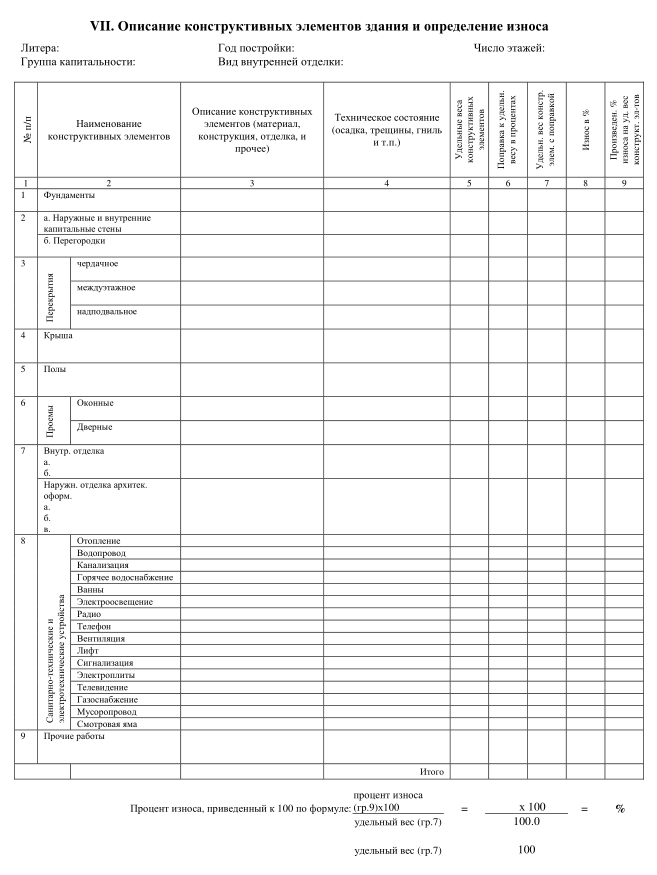 VII. Описание конструктивных элементов здания и определение износа
Литера: Год постройки: Число этажей:
Группа капитальности: Вид внутренней отделки:
№ п/п
Наименование
конструктивных элементов
Описание конструктивных
элементов (материал,
конструкция, отделка, и
прочее)
Техническое состояние
(осадка, трещины, гниль
и т.п.)
Удельные веса
конструктивных
элементов
Поправка к удельн.
весу в процентах
Удельн. вес констр.
элем. с поправкой
Износ в %
Произведен. %
износа на уд. вес
конструкт. эл-тов
1 2 3 4 5 6 7 8 9
1 Фундаменты
2 а. Наружные и внутренние
капитальные стены
б. Перегородки
3 Перекрытия
чердачное
междуэтажное
надподвальное
4 Крыша
5 Полы
6 Проемы
Оконные
Дверные
7 Внутр. отделка
а.
б.
Наружн. отделка архитек.
оформ.
а.
б.
в.
8 Санитарно-технические и
электротехнические устройства
Отопление
Водопровод
Канализация
Горячее водоснабжение
Ванны
Электроосвещение
Радио
Телефон
Вентиляция
Лифт
Сигнализация
Электроплиты
Телевидение
Газоснабжение
Мусоропровод
Смотровая яма
9 Прочие работы
Итого
процент износа
Процент износа, приведенный к 100 по формуле: (гр.9)х100 = х 100 = %
удельный вес (гр.7) 100.0
удельный вес (гр.7) 100